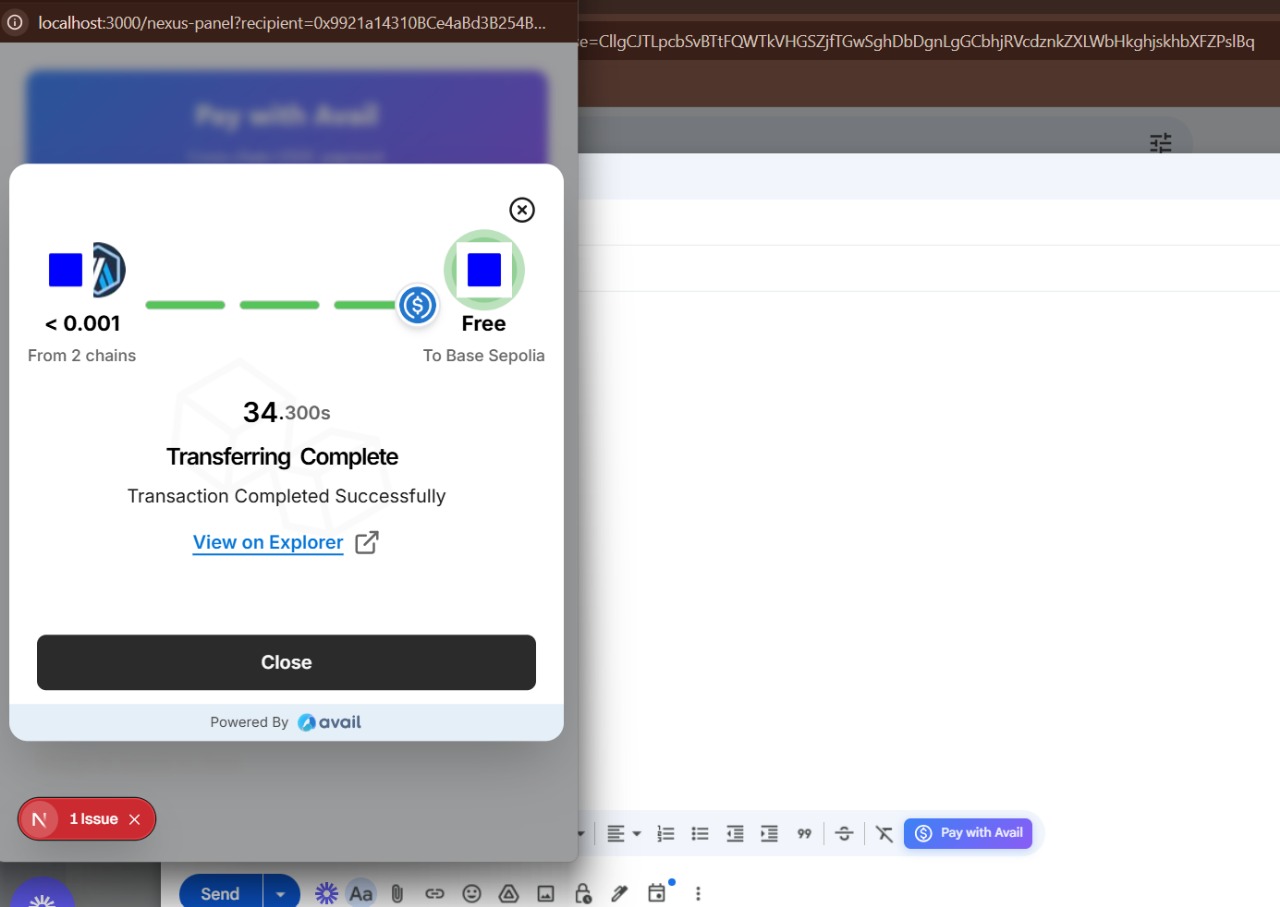 localhost:3000/nexus-panel?recipient=0x9921a14310BCe4aBd3B254B...
e=CllgCJTLpcbSvBTtFQWTkVHGSZjfTGwSghDbDgnLgGCbhjRVcdznkZXLWbHkghjskhbXFZPslBq
Pay with Avail
< 0.001
From 2 chains
Free
To Base Sepolia
34.300s
Transferring Complete
Transaction Completed Successfully
View on Explorer
Close
Powered By avail
N 1 Issue
Pay with Avail
Send
Aa